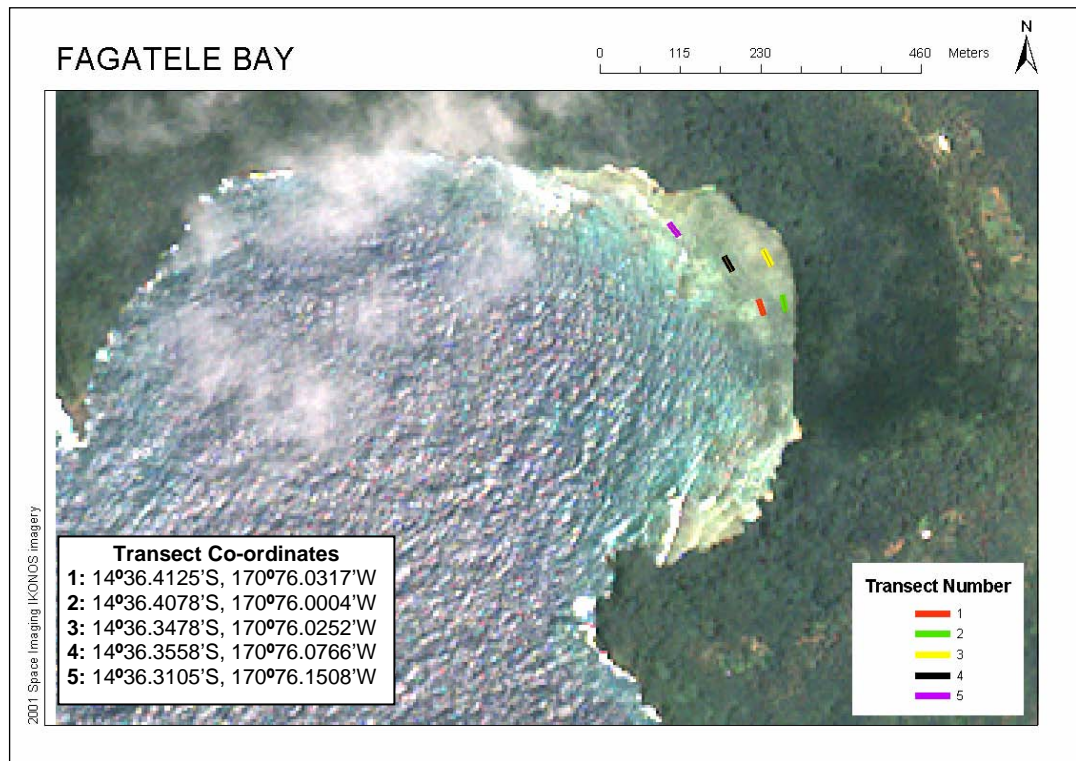 FAGATELE BAY
0 115 230 460 Meters
N
2001 Space Imaging IKONOS imagery
Transect Co-ordinates
1: 14º36.4125'S, 170º76.0317'W
2: 14º36.4078'S, 170º76.0004'W
3: 14º36.3478'S, 170º76.0252'W
4: 14º36.3558'S, 170º76.0766'W
5: 14º36.3105'S, 170º76.1508'W
Transect Number
1
2
3
4
5